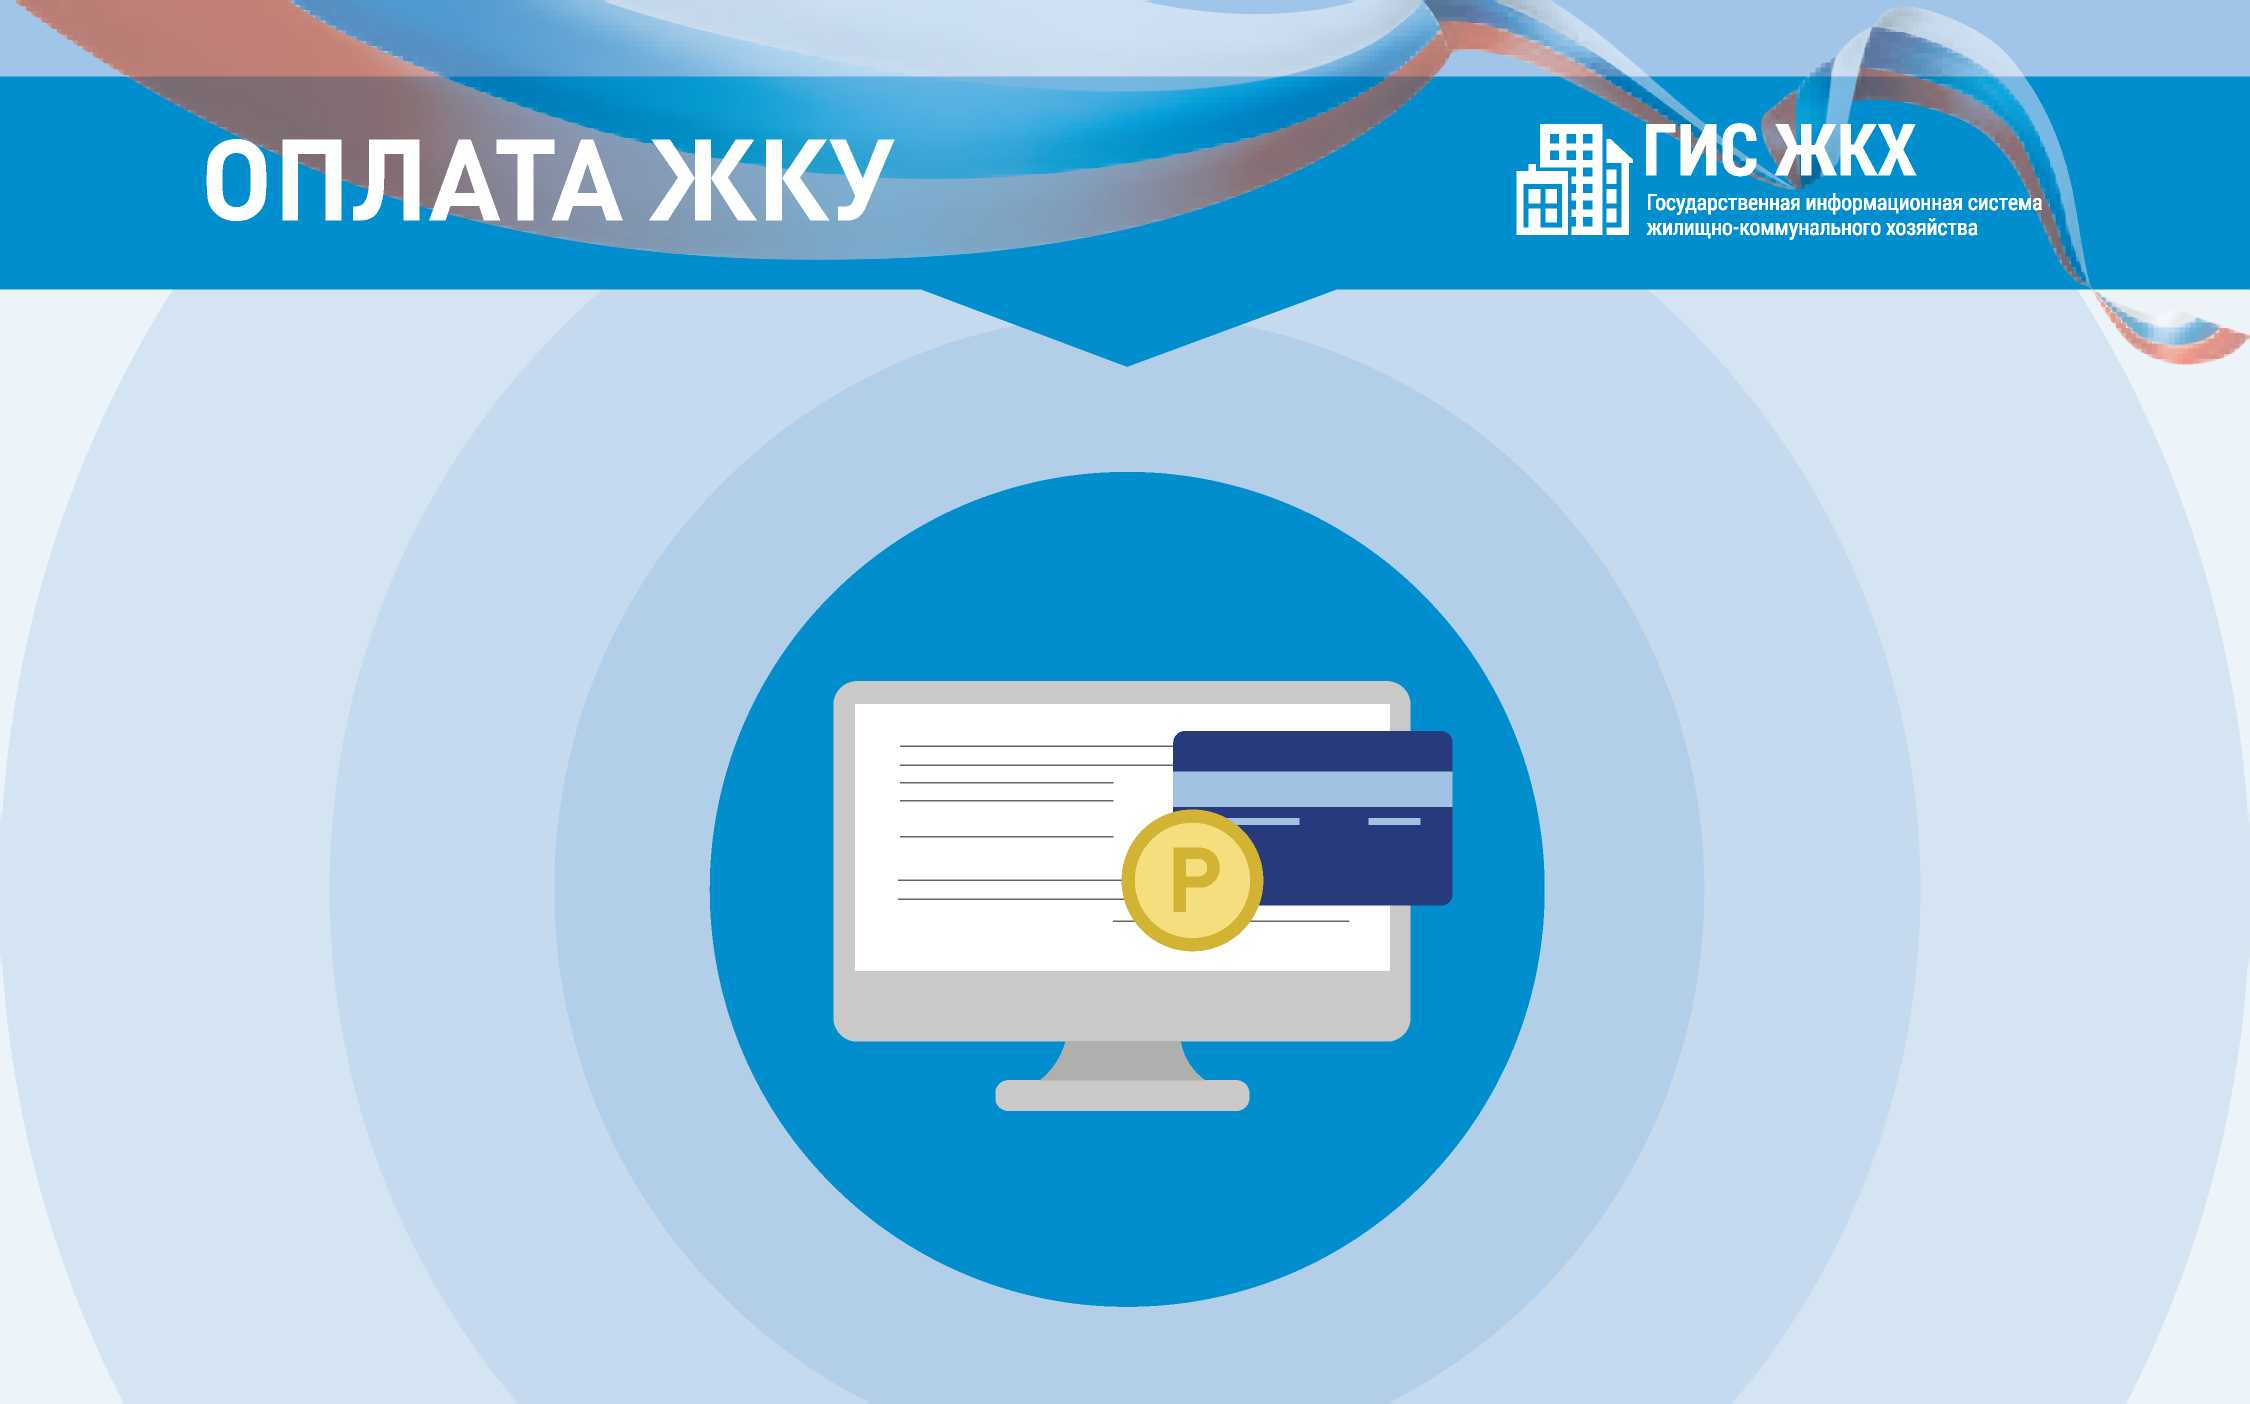 ОПЛАТА ЖКУ
ГИС ЖКХ
Государственная информационная система
жилищно-коммунального хозяйства
Р